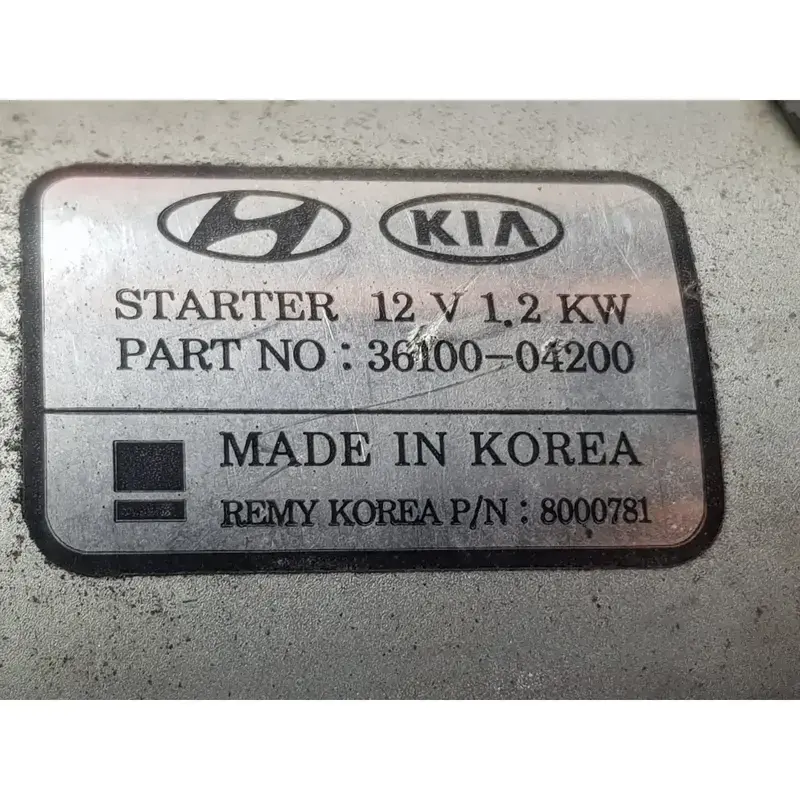 KIA
STARTER 12 V 1.2 KW
PART NO : 36100-04200
MADE IN KOREA
REMY KOREA P/N : 8000781